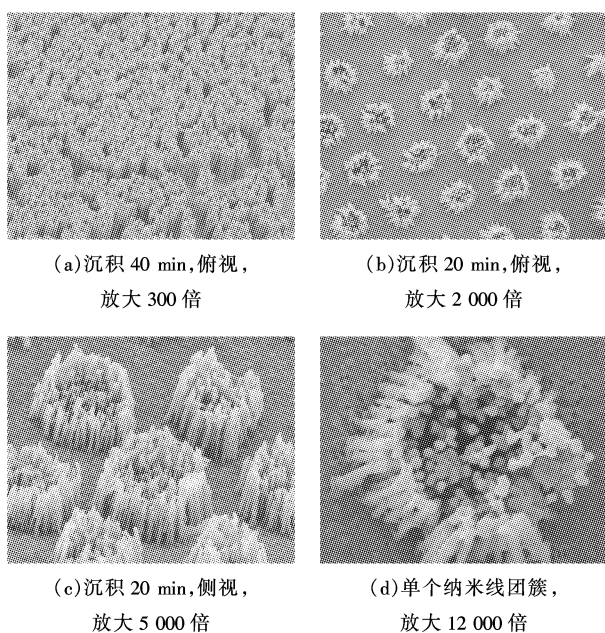 (a)沉积 40 min,俯视,
放大 300 倍
(b)沉积 20 min,俯视,
放大 2 000 倍
(c)沉积 20 min,侧视,
放大 5 000 倍
(d)单个纳米线团簇,
放大 12 000 倍